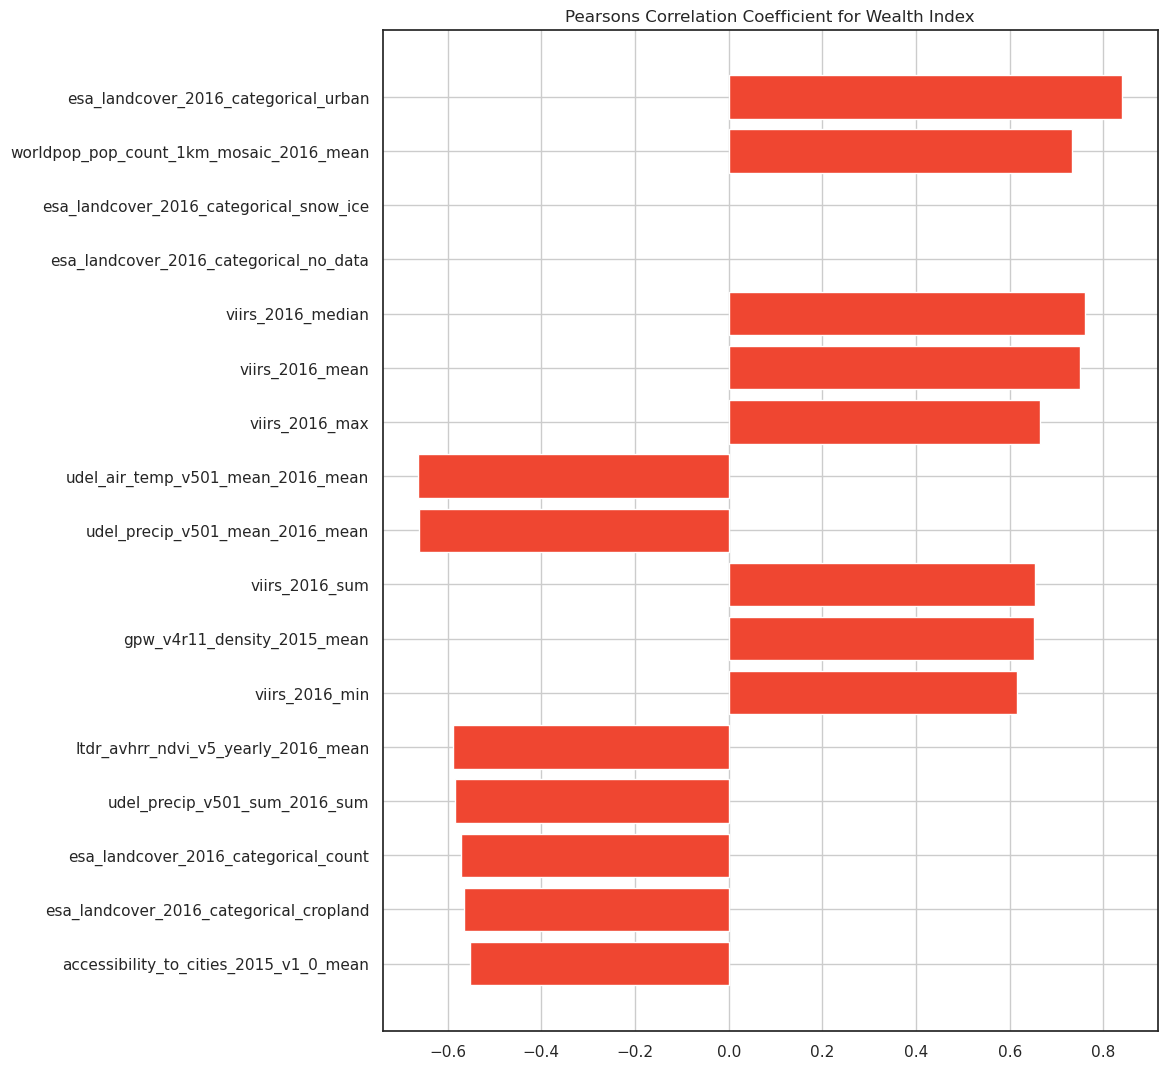 Pearsons Correlation Coefficient for Wealth Index
esa_landcover_2016_categorical_urban
worldpop_pop_count_1km_mosaic_2016_mean
esa_landcover_2016_categorical_snow_ice
esa_landcover_2016_categorical_no_data
viirs_2016_median
viirs_2016_mean
viirs_2016_max
udel_air_temp_v501_mean_2016_mean
udel_precip_v501_mean_2016_mean
viirs_2016_sum
gpw_v4r11_density_2015_mean
viirs_2016_min
ltdr_avhrr_ndvi_v5_yearly_2016_mean
udel_precip_v501_sum_2016_sum
esa_landcover_2016_categorical_count
esa_landcover_2016_categorical_cropland
accessibility_to_cities_2015_v1_0_mean
−0.6 −0.4 −0.2 0.0 0.2 0.4 0.6 0.8